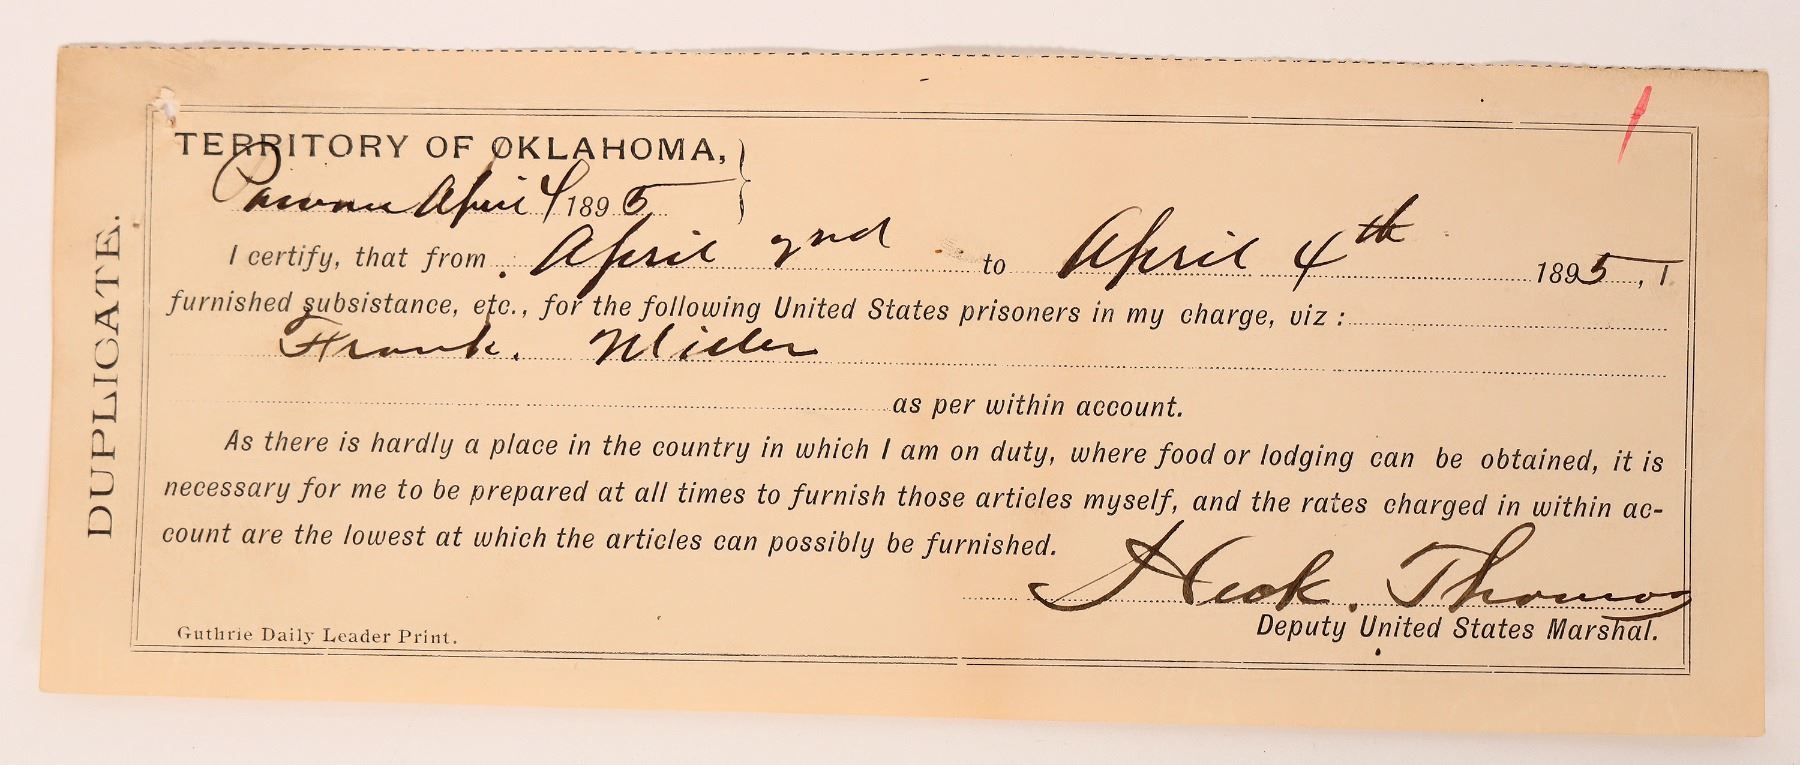 DUPLICATE.
TERRITORY OF OKLAHOMA,
Pawnee April 4 1895
I certify, that from April 2nd to April 4th 1895, I
furnished subsistance, etc., for the following United States prisoners in my charge, viz :
Frank. Miller
as per within account.
As there is hardly a place in the country in which I am on duty, where food or lodging can be obtained, it is
necessary for me to be prepared at all times to furnish those articles myself, and the rates charged in within ac-
count are the lowest at which the articles can possibly be furnished.
Heck. Thomas
Deputy United States Marshal.
Guthrie Daily Leader Print.